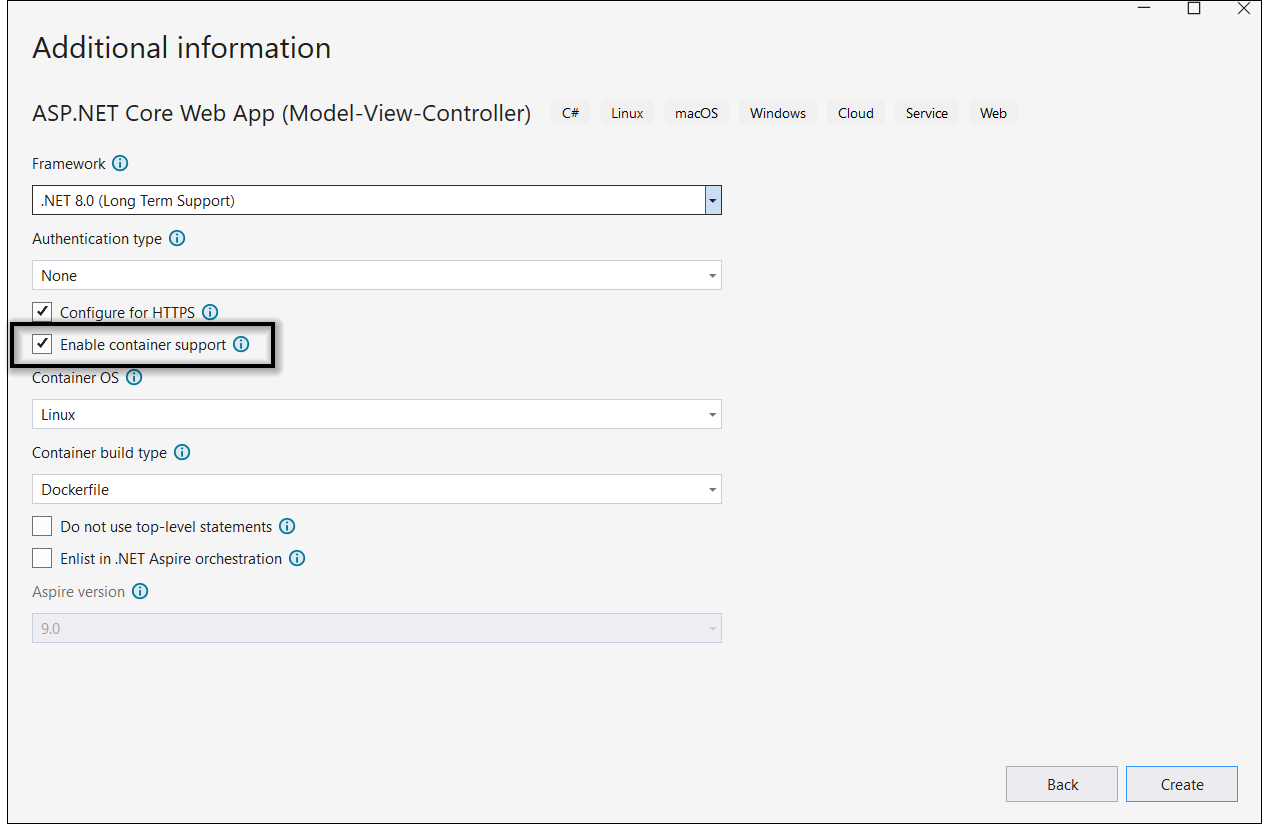 Additional information
ASP.NET Core Web App (Model-View-Controller) C# Linux macOS Windows Cloud Service Web
Framework
.NET 8.0 (Long Term Support)
Authentication type
None
Configure for HTTPS
Enable container support
Container OS
Linux
Container build type
Dockerfile
Do not use top-level statements
Enlist in .NET Aspire orchestration
Aspire version
9.0
Back Create